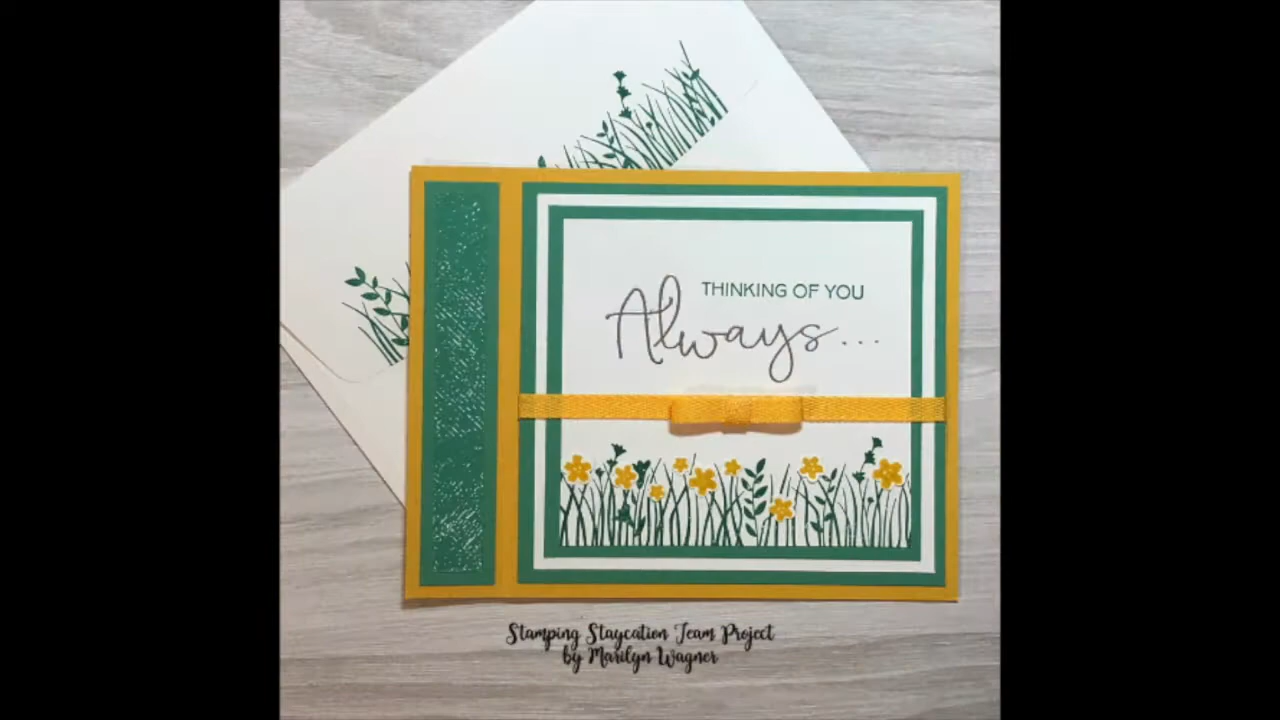 THINKING OF YOU
Always...
Stamping Staycation Team Project
by Marilyn Wagner